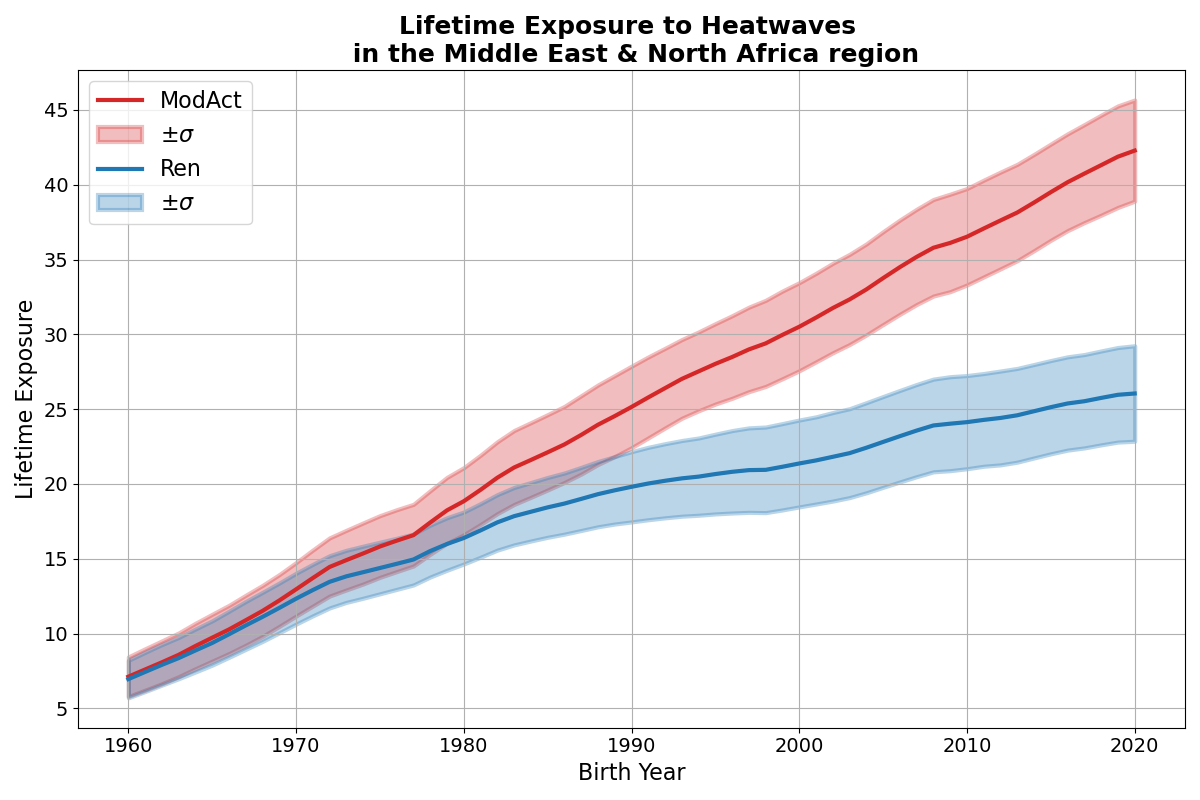 Lifetime Exposure to Heatwaves
in the Middle East & North Africa region
ModAct
±σ
Ren
±σ
Lifetime Exposure
45
40
35
30
25
20
15
10
5
1960 1970 1980 1990 2000 2010 2020
Birth Year